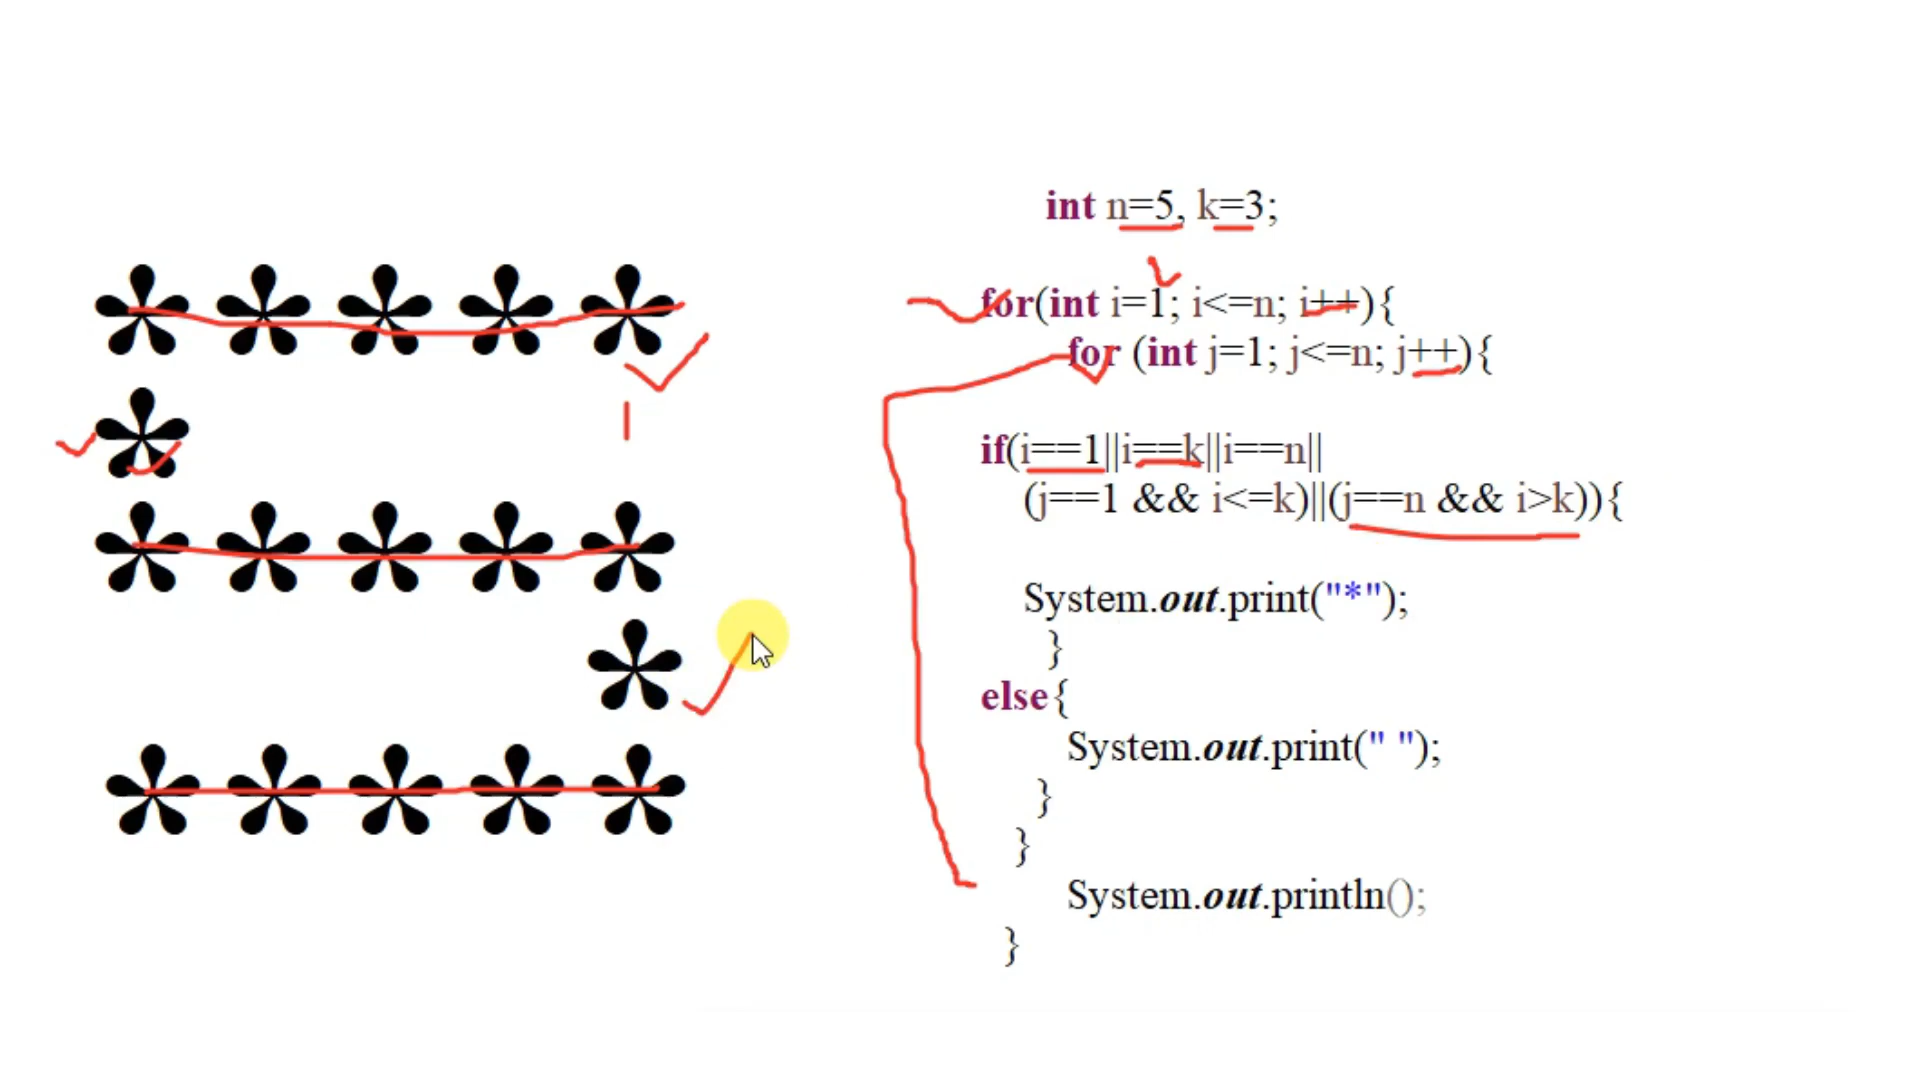 * * * * *
*
* * * * *
*
* * * * *
int n=5, k=3;
for(int i=1; i<=n; i++){
for (int j=1; j<=n; j++){
if(i==1||i==k||i==n||
(j==1 && i<=k)||(j==n && i>k)){
System.out.print("*");
}
else{
System.out.print(" ");
}
}
System.out.println();
}